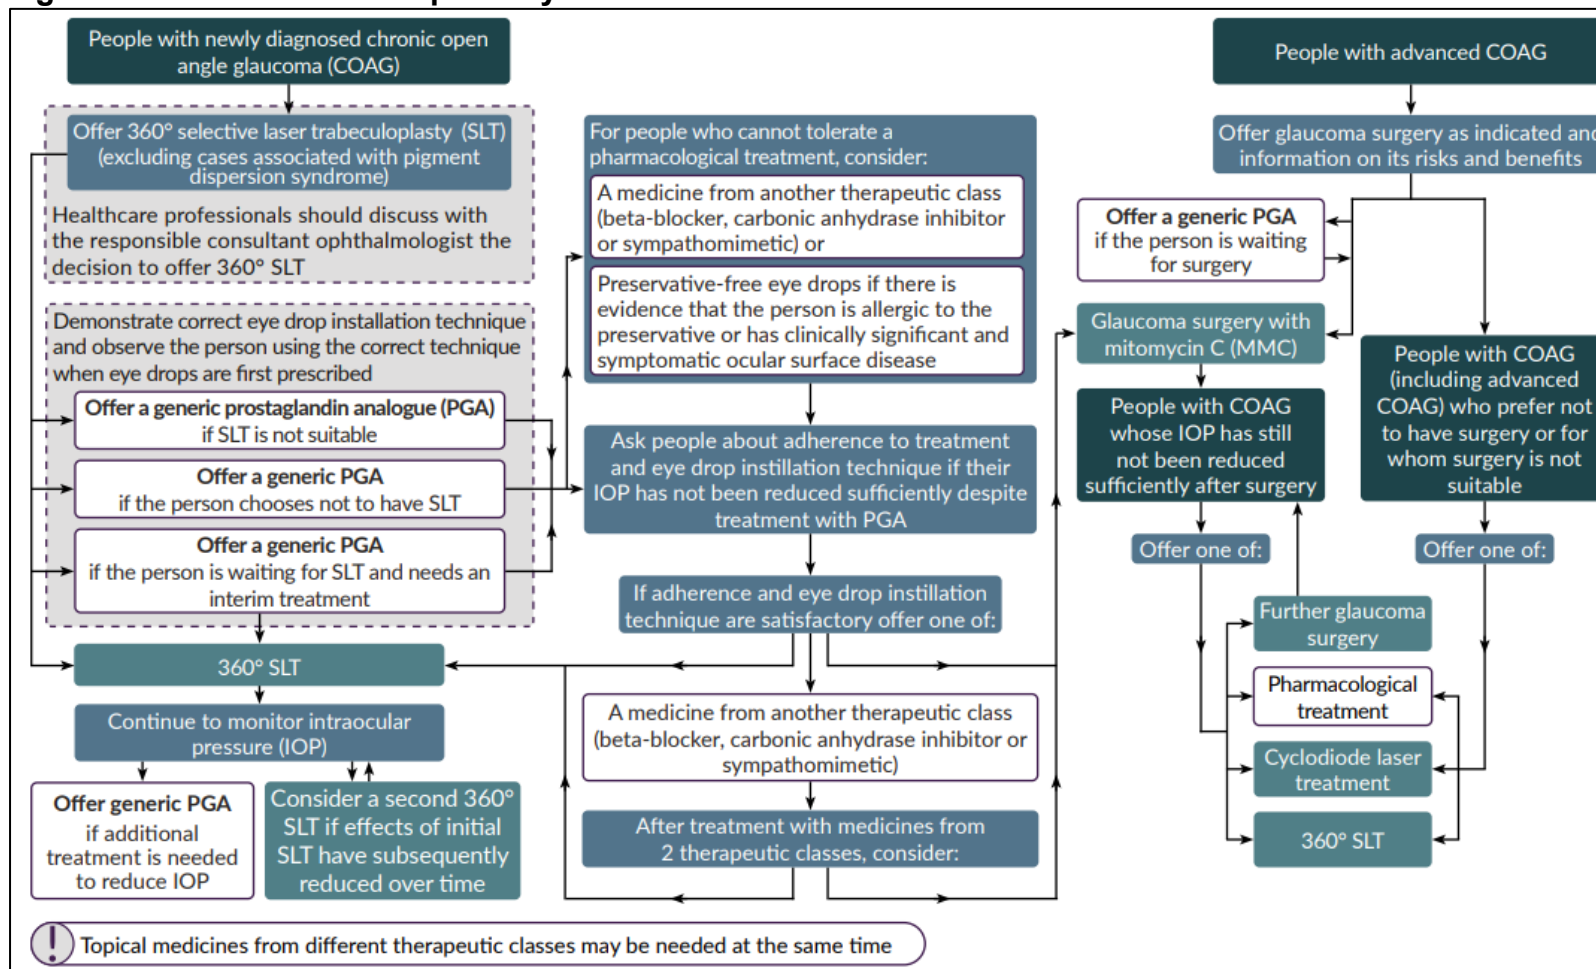 People with newly diagnosed chronic open
angle glaucoma (COAG)
Offer 360° selective laser trabeculoplasty (SLT)
(excluding cases associated with pigment
dispersion syndrome)
Healthcare professionals should discuss with
the responsible consultant ophthalmologist the
decision to offer 360° SLT
Demonstrate correct eye drop installation technique
and observe the person using the correct technique
when eye drops are first prescribed
Offer a generic prostaglandin analogue (PGA)
if SLT is not suitable
Offer a generic PGA
if the person chooses not to have SLT
Offer a generic PGA
if the person is waiting for SLT and needs an
interim treatment
360° SLT
Continue to monitor intraocular
pressure (IOP)
Offer generic PGA
if additional
treatment is needed
to reduce IOP
Consider a second 360°
SLT if effects of initial
SLT have subsequently
reduced over time
For people who cannot tolerate a
pharmacological treatment, consider:
A medicine from another therapeutic class
(beta-blocker, carbonic anhydrase inhibitor
or sympathomimetic) or
Preservative-free eye drops if there is
evidence that the person is allergic to the
preservative or has clinically significant and
symptomatic ocular surface disease
Ask people about adherence to treatment
and eye drop instillation technique if their
IOP has not been reduced sufficiently despite
treatment with PGA
If adherence and eye drop instillation
technique are satisfactory offer one of:
A medicine from another therapeutic class
(beta-blocker, carbonic anhydrase inhibitor or
sympathomimetic)
After treatment with medicines from
2 therapeutic classes, consider:
People with advanced COAG
Offer glaucoma surgery as indicated and
information on its risks and benefits
Offer a generic PGA
if the person is waiting
for surgery
Glaucoma surgery with
mitomycin C (MMC)
People with COAG
whose IOP has still
not been reduced
sufficiently after surgery
Offer one of:
People with COAG
(including advanced
COAG) who prefer not
to have surgery or for
whom surgery is not
suitable
Offer one of:
Further glaucoma
surgery
Pharmacological
treatment
Cyclodiode laser
treatment
360° SLT
! Topical medicines from different therapeutic classes may be needed at the same time